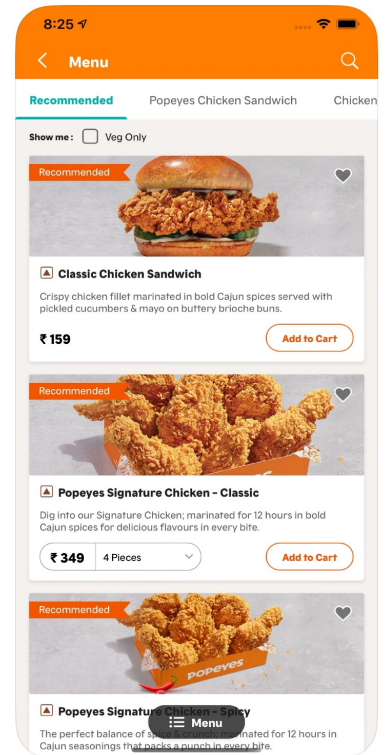 8:25
Menu
Recommended Popeyes Chicken Sandwich Chicken
Show me : Veg Only
Recommended
Classic Chicken Sandwich
Crispy chicken fillet marinated in bold Cajun spices served with
pickled cucumbers & mayo on buttery brioche buns.
₹ 159 Add to Cart
Recommended
Popeyes Signature Chicken - Classic
Dig into our Signature Chicken; marinated for 12 hours in bold
Cajun spices for delicious flavours in every bite.
₹ 349 4 Pieces Add to Cart
Recommended
POPEYES
Popeyes Signature Chicken - Spicy
Menu
The perfect balance of spice & crunch; marinated for 12 hours in
Cajun seasonings that packs a punch in every bite.